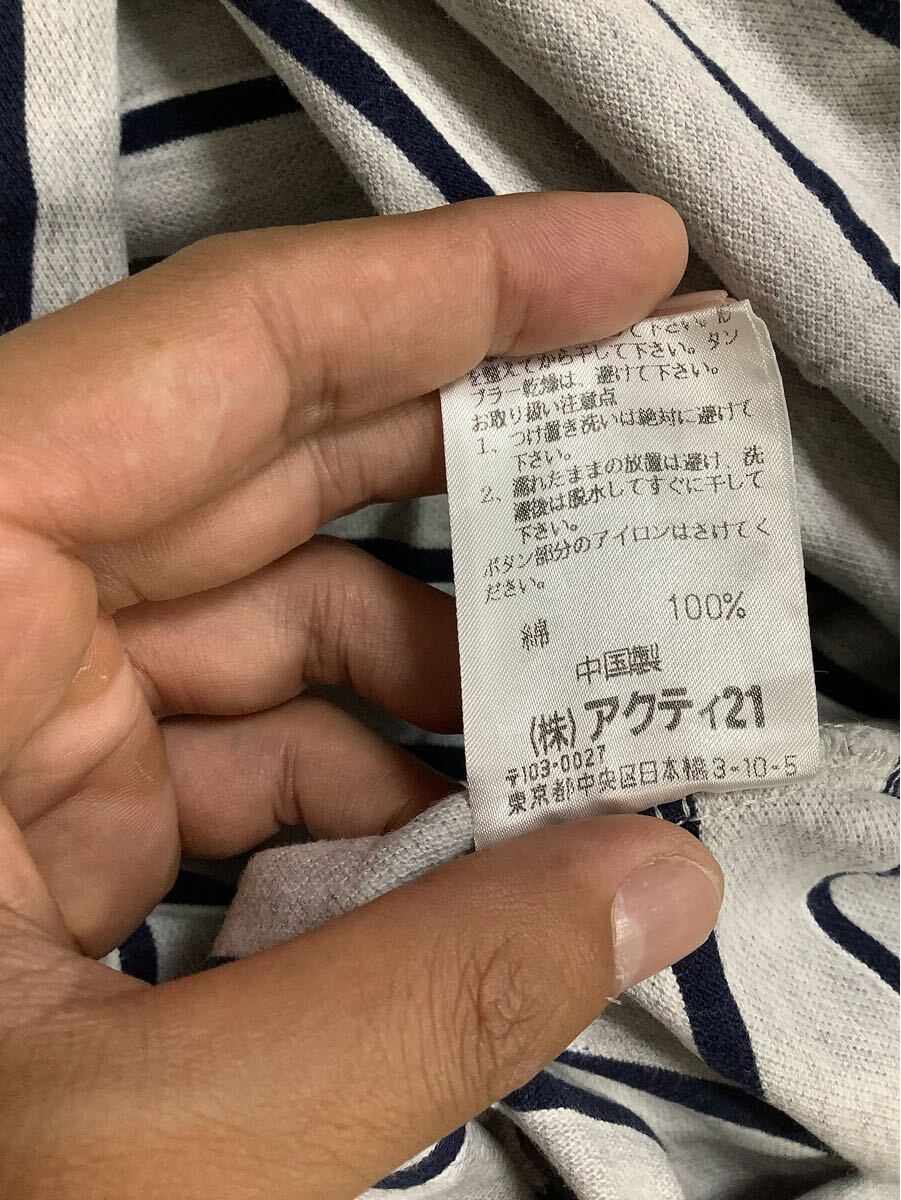 して下さい。形
を整えてから干して下さい。タン
ブラー乾燥は、避けて下さい。
お取り扱い注意点
1、つけ置き洗いは絶対に避けて
下さい。
2、濡れたままの放置は避け 洗
濯後は脱水してすぐに干して
下さい。
ボタン部分のアイロンはさけてく
ださい。
綿 100%
中国製
(株)アクティ21
〒103-0027
東京都中央区日本橋3-10-5